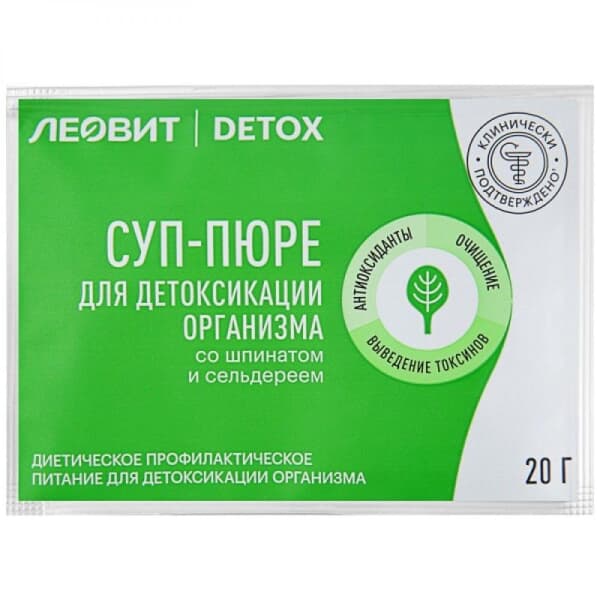 ЛЕОВИТ | DETOX
• КЛИНИЧЕСКИ •
ПОДТВЕРЖДЕНО*
СУП-ПЮРЕ
ДЛЯ ДЕТОКСИКАЦИИ
ОРГАНИЗМА
со шпинатом
и сельдереем
АНТИОКСИДАНТЫ
ОЧИЩЕНИЕ
ВЫВЕДЕНИЕ ТОКСИНОВ
ДИЕТИЧЕСКОЕ ПРОФИЛАКТИЧЕСКОЕ
ПИТАНИЕ ДЛЯ ДЕТОКСИКАЦИИ ОРГАНИЗМА
20 Г